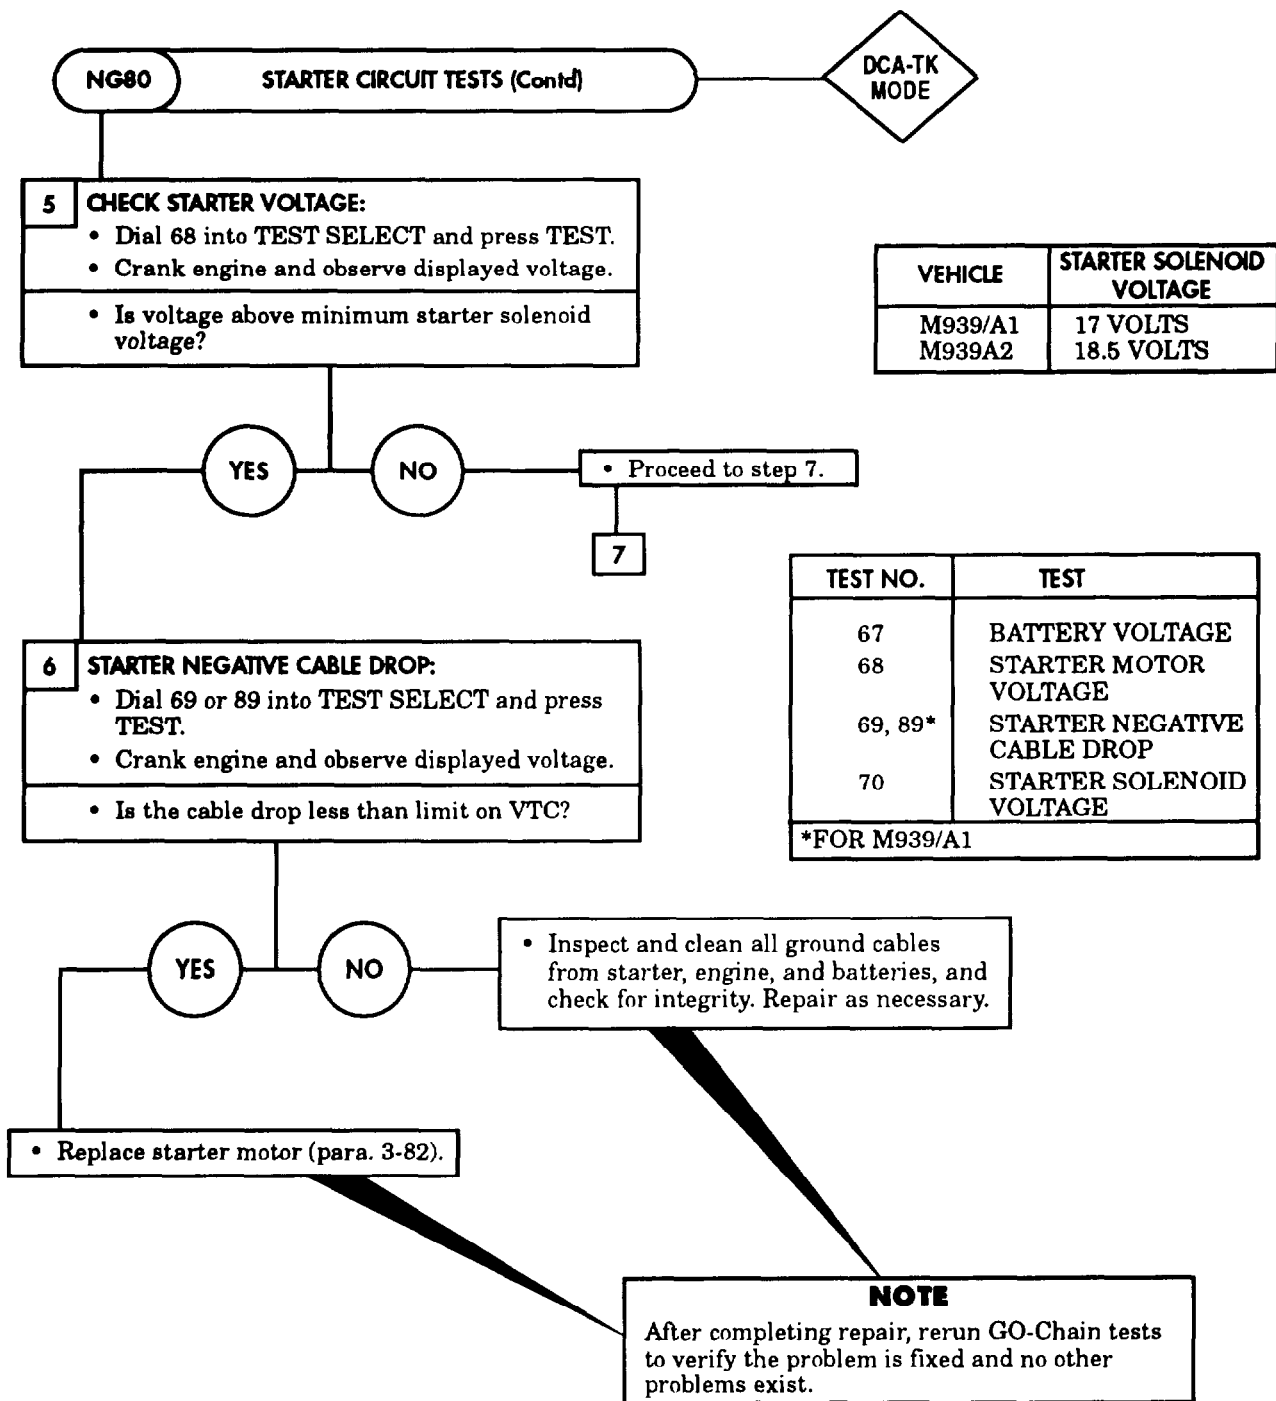 NG80 STARTER CIRCUIT TESTS (Contd)
DCA-TK
MODE
5 CHECK STARTER VOLTAGE:
• Dial 68 into TEST SELECT and press TEST.
• Crank engine and observe displayed voltage.
• Is voltage above minimum starter solenoid
voltage?
VEHICLE STARTER SOLENOID
VOLTAGE
M939/A1 17 VOLTS
M939A2 18.5 VOLTS
YES NO
• Proceed to step 7.
7
TEST NO. TEST
67 BATTERY VOLTAGE
68 STARTER MOTOR
VOLTAGE
69, 89* STARTER NEGATIVE
CABLE DROP
70 STARTER SOLENOID
VOLTAGE
*FOR M939/A1
6 STARTER NEGATIVE CABLE DROP:
• Dial 69 or 89 into TEST SELECT and press
TEST.
• Crank engine and observe displayed voltage.
• Is the cable drop less than limit on VTC?
YES NO
• Inspect and clean all ground cables
from starter, engine, and batteries, and
check for integrity. Repair as necessary.
• Replace starter motor (para. 3-82).
NOTE
After completing repair, rerun GO-Chain tests
to verify the problem is fixed and no other
problems exist.